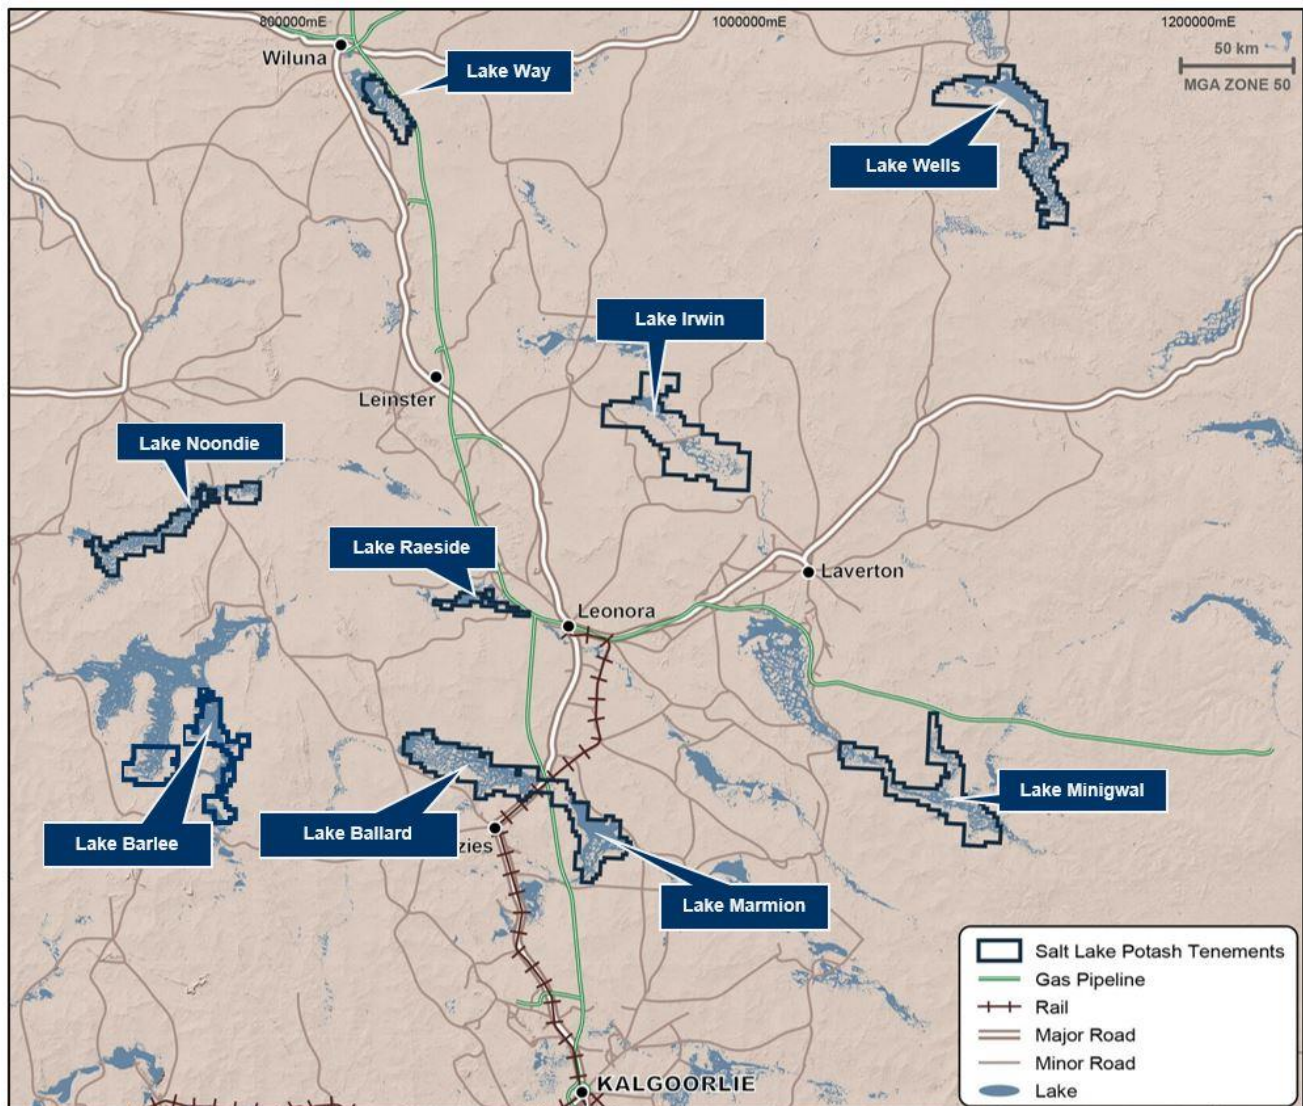 800000mE
1000000mE
1200000mE
Wiluna
50 km
MGA ZONE 50
Lake Way
Lake Wells
Lake Irwin
Leinster
Lake Noondie
Lake Raeside
Laverton
Leonora
Lake Minigwal
Lake Ballard
Lake Barlee
zies
Lake Marmion
Salt Lake Potash Tenements
Gas Pipeline
Rail
Major Road
Minor Road
Lake
KALGOORLIE